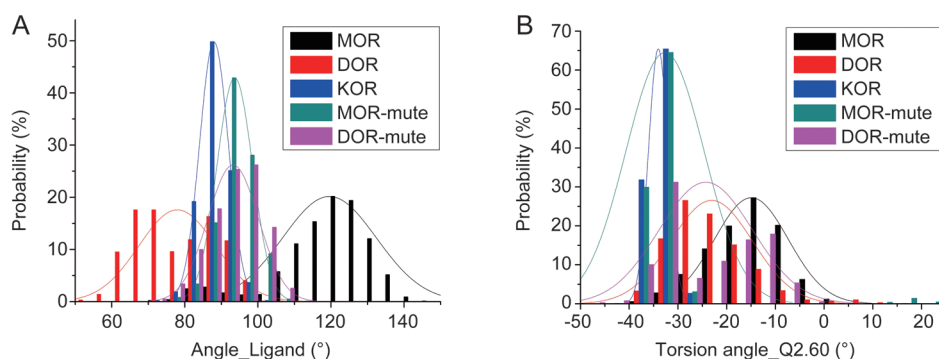 A
Probability (%)
50
40
30
20
10
0
60
80
100
120
140
Angle_Ligand (°)
MOR
DOR
KOR
MOR-mute
DOR-mute
B
Probability (%)
70
60
50
40
30
20
10
0
-50
-40
-30
-20
-10
0
10
20
Torsion angle_Q2.60 (°)
MOR
DOR
KOR
MOR-mute
DOR-mute